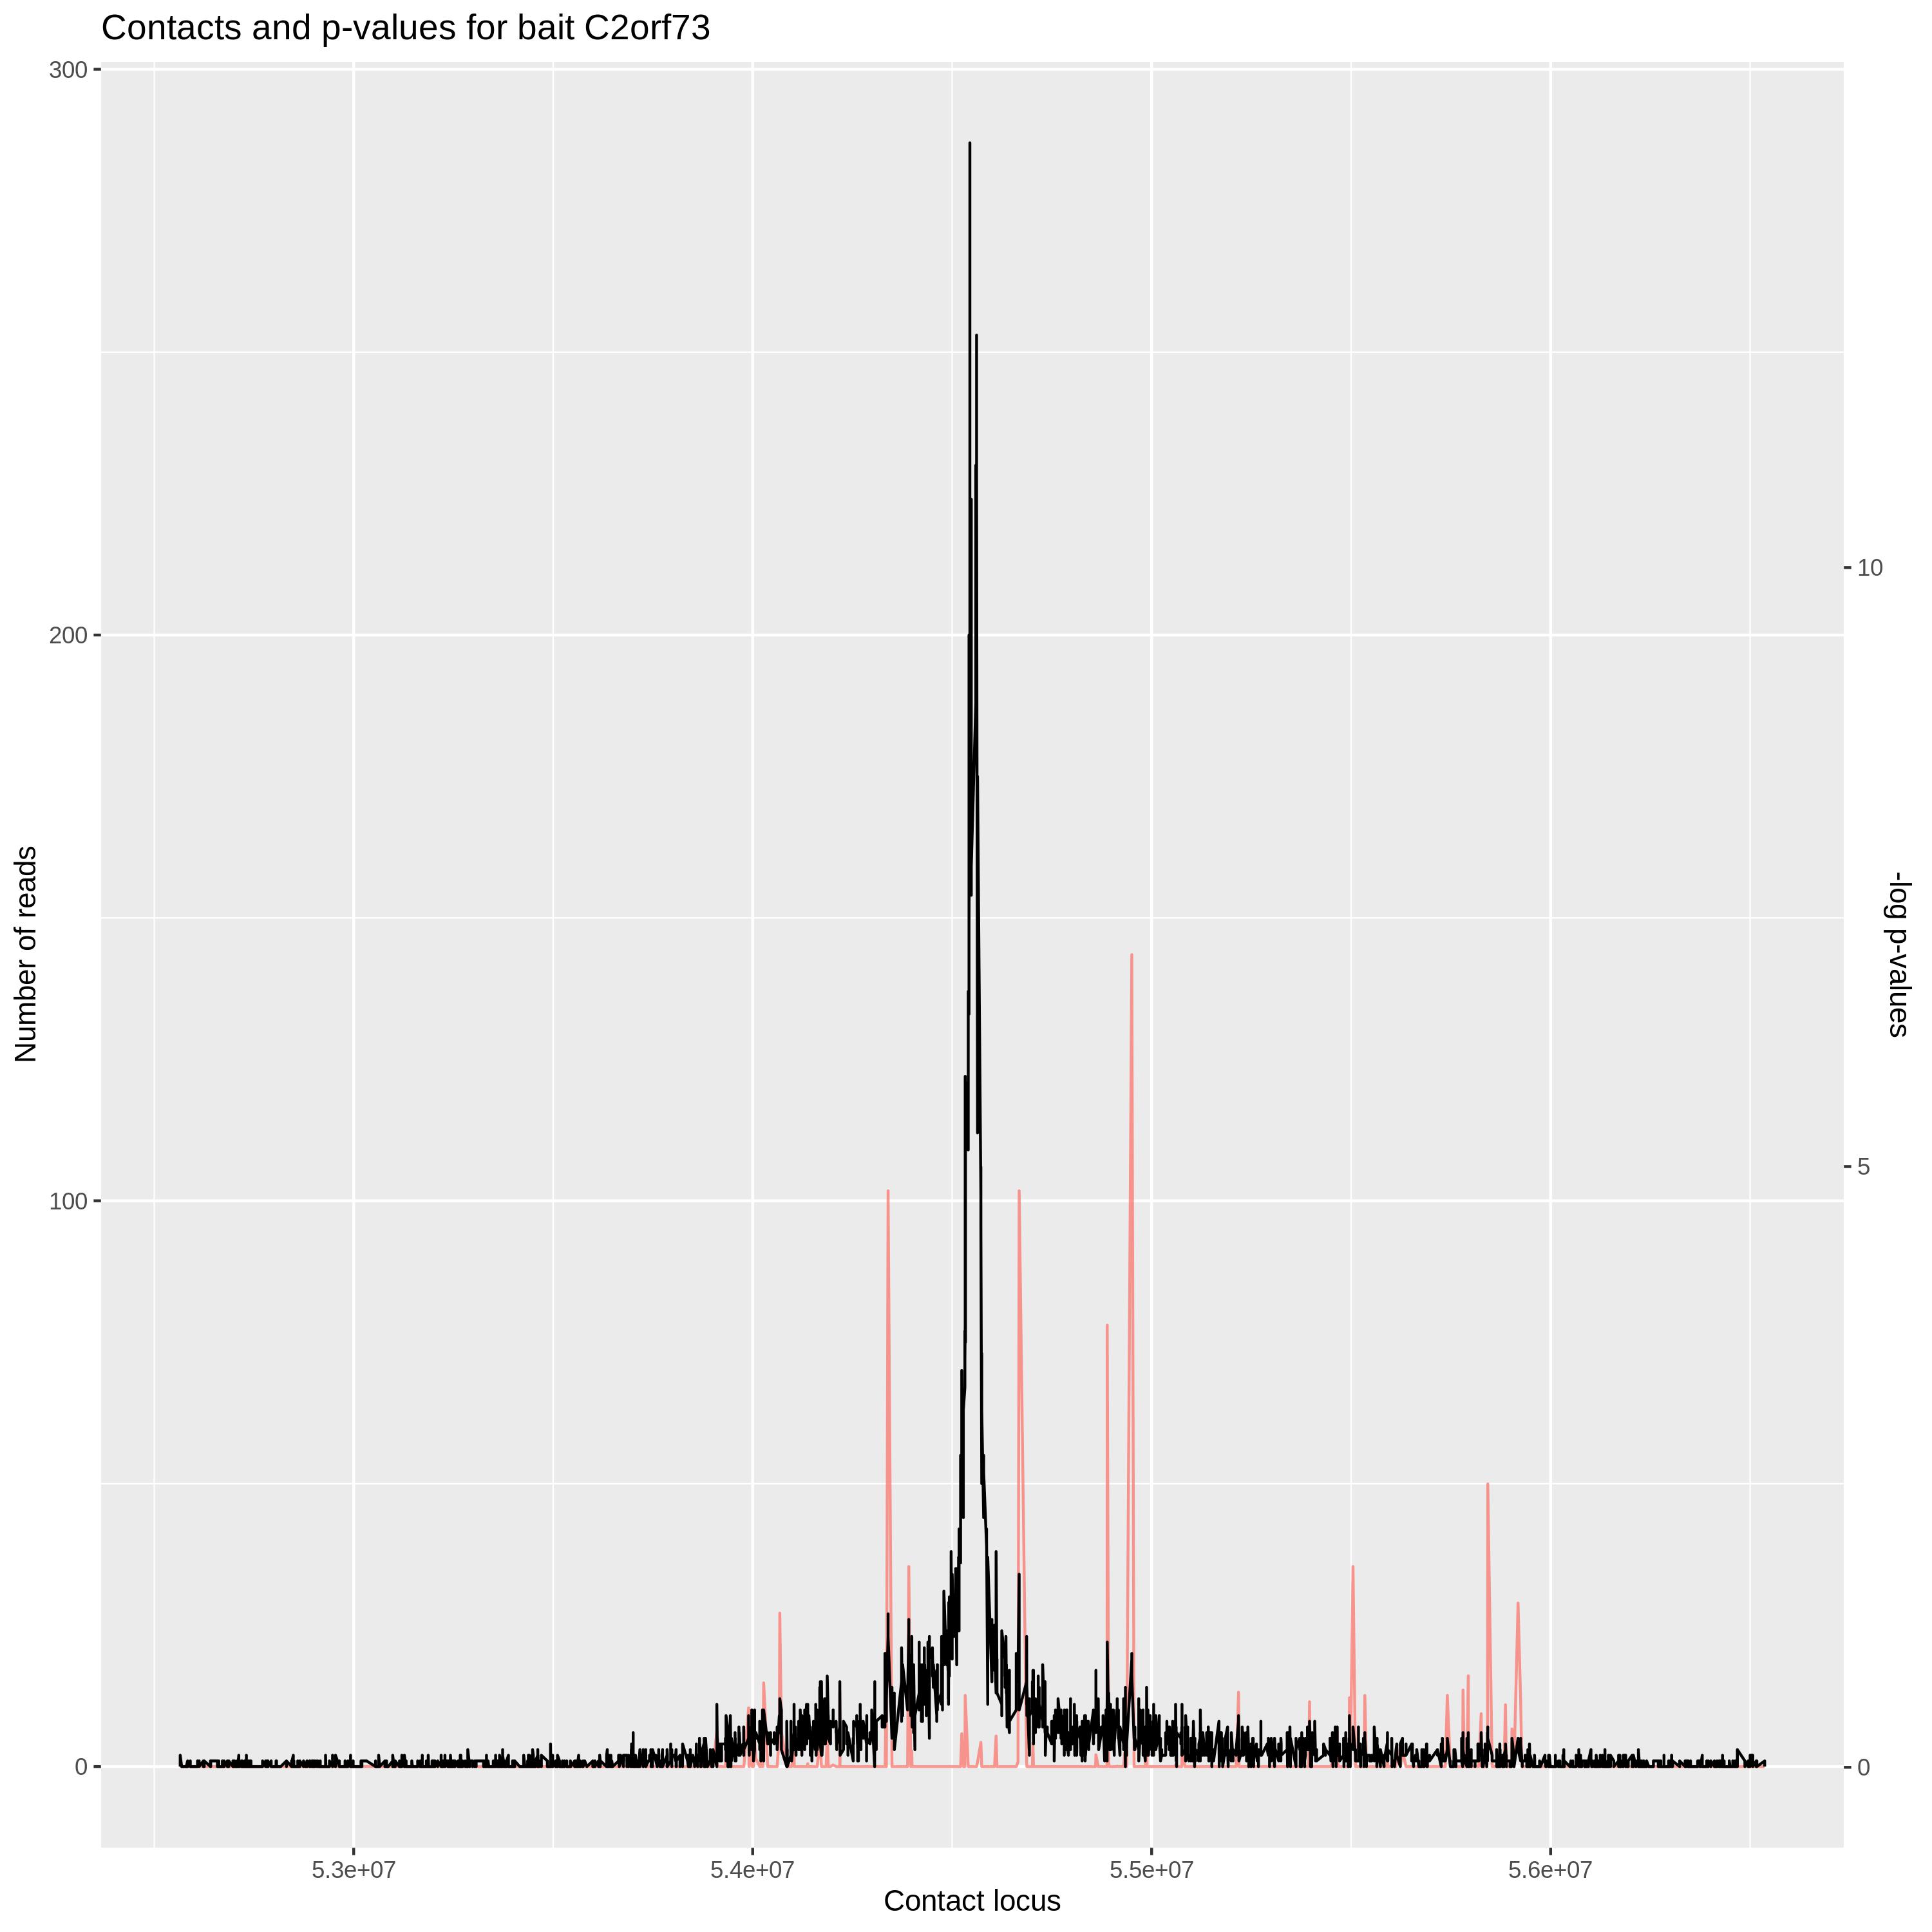 Contacts and p-values for bait C2orf73
300
200
100
0
Number of reads
10
5
0
-log p-values
5.3e+07 5.4e+07 5.5e+07 5.6e+07
Contact locus